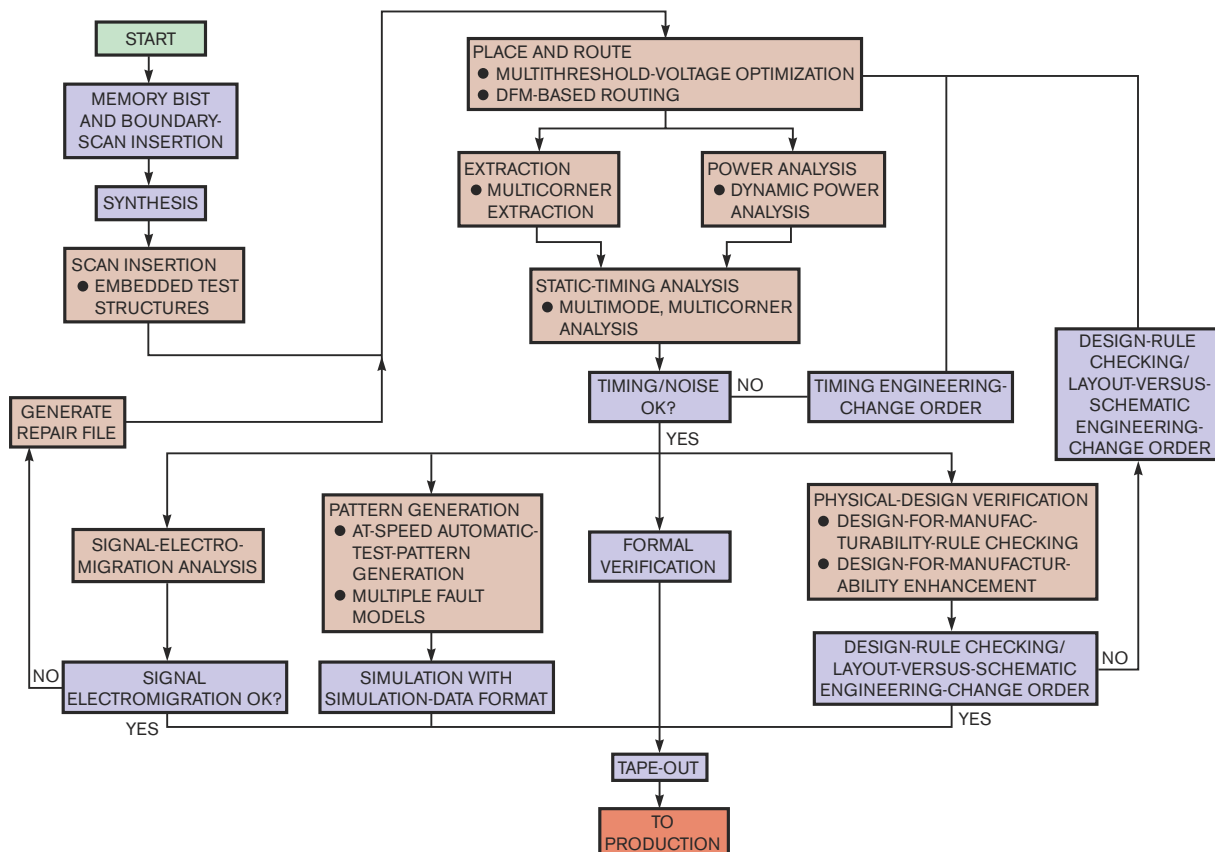 START
MEMORY BIST
AND BOUNDARY-
SCAN INSERTION
SYNTHESIS
SCAN INSERTION
● EMBEDDED TEST
STRUCTURES
GENERATE
REPAIR FILE
PLACE AND ROUTE
● MULTITHRESHOLD-VOLTAGE OPTIMIZATION
● DFM-BASED ROUTING
EXTRACTION
● MULTICORNER
EXTRACTION
POWER ANALYSIS
● DYNAMIC POWER
ANALYSIS
STATIC-TIMING ANALYSIS
● MULTIMODE, MULTICORNER
ANALYSIS
TIMING/NOISE
OK?
NO
TIMING ENGINEERING-
CHANGE ORDER
YES
DESIGN-RULE
CHECKING/
LAYOUT-VERSUS-
SCHEMATIC
ENGINEERING-
CHANGE ORDER
SIGNAL-ELECTRO-
MIGRATION ANALYSIS
PATTERN GENERATION
● AT-SPEED AUTOMATIC-
TEST-PATTERN
GENERATION
● MULTIPLE FAULT
MODELS
FORMAL
VERIFICATION
PHYSICAL-DESIGN VERIFICATION
● DESIGN-FOR-MANUFAC-
TURABILITY-RULE CHECKING
● DESIGN-FOR-MANUFACTUR-
ABILITY ENHANCEMENT
NO
SIGNAL
ELECTROMIGRATION OK?
YES
SIMULATION WITH
SIMULATION-DATA FORMAT
DESIGN-RULE CHECKING/
LAYOUT-VERSUS-SCHEMATIC
ENGINEERING-CHANGE ORDER
NO
YES
TAPE-OUT
TO
PRODUCTION